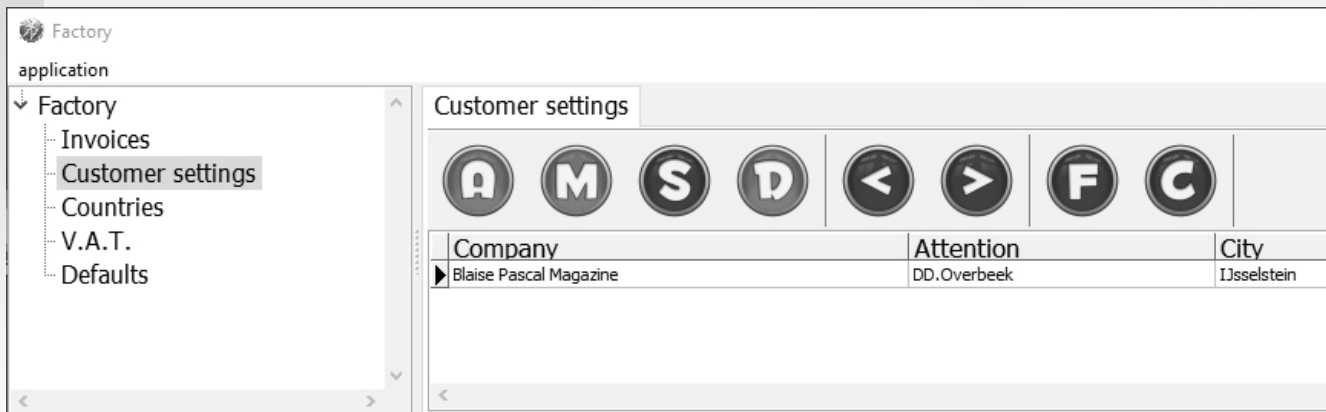 Factory
application
Factory
Invoices
Customer settings
Countries
V.A.T.
Defaults
Customer settings
A M S D < > F C
Company Attention City
Blaise Pascal Magazine DD.Overbeek IJsselstein